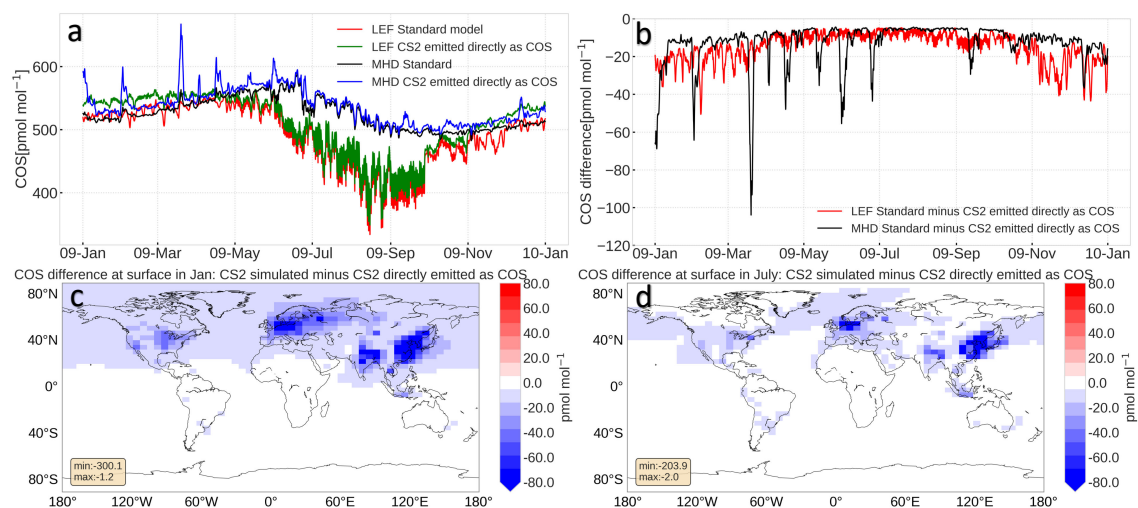 a
LEF Standard model
LEF CS2 emitted directly as COS
MHD Standard
MHD CS2 emitted directly as COS
COS[pmol mol⁻¹]
600
500
400
09-Jan
09-Mar
09-May
09-Jul
09-Sep
09-Nov
10-Jan
b
COS difference[pmol mol⁻¹]
0
−20
−40
−60
−80
−100
−120
LEF Standard minus CS2 emitted directly as COS
MHD Standard minus CS2 emitted directly as COS
09-Jan
09-Mar
09-May
09-Jul
09-Sep
09-Nov
10-Jan
COS difference at surface in Jan: CS2 simulated minus CS2 directly emitted as COS
c
80°N
40°N
0°
40°S
80°S
min:-300.1
max:-1.2
180°
120°W
60°W
0°
60°E
120°E
180°
80.0
60.0
40.0
20.0
0.0
-20.0
-40.0
-60.0
-80.0
pmol mol⁻¹
COS difference at surface in July: CS2 simulated minus CS2 directly emitted as COS
d
80°N
40°N
0°
40°S
80°S
min:-203.9
max:-2.0
180°
120°W
60°W
0°
60°E
120°E
180°
80.0
60.0
40.0
20.0
0.0
-20.0
-40.0
-60.0
-80.0
pmol mol⁻¹